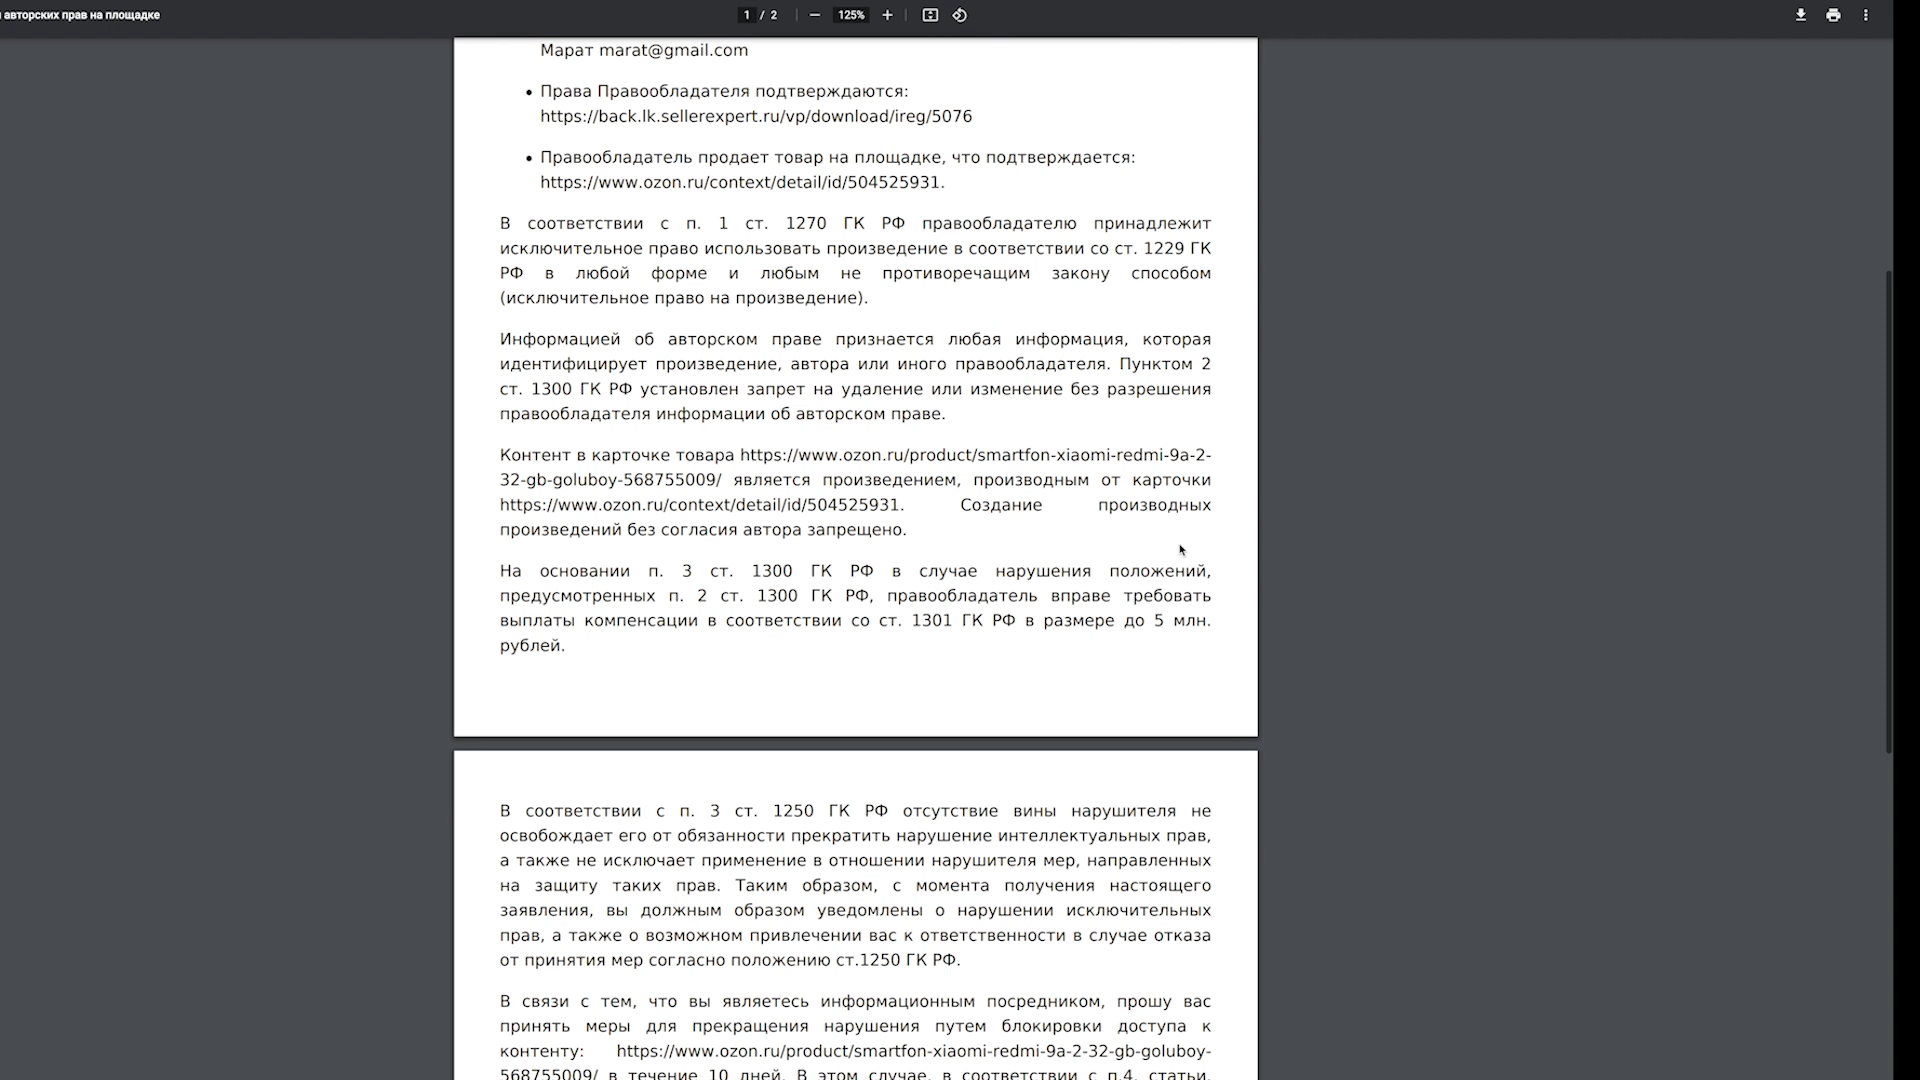 авторских прав на площадке
1 / 2
125%
Марат marat@gmail.com
• Права Правообладателя подтверждаются:
https://back.lk.sellerexpert.ru/vp/download/ireg/5076
• Правообладатель продает товар на площадке, что подтверждается:
https://www.ozon.ru/context/detail/id/504525931.
В соответствии с п. 1 ст. 1270 ГК РФ правообладателю принадлежит
исключительное право использовать произведение в соответствии со ст. 1229 ГК
РФ в любой форме и любым не противоречащим закону способом
(исключительное право на произведение).
Информацией об авторском праве признается любая информация, которая
идентифицирует произведение, автора или иного правообладателя. Пунктом 2
ст. 1300 ГК РФ установлен запрет на удаление или изменение без разрешения
правообладателя информации об авторском праве.
Контент в карточке товара https://www.ozon.ru/product/smartfon-xiaomi-redmi-9a-2-
32-gb-goluboy-568755009/ является произведением, производным от карточки
https://www.ozon.ru/context/detail/id/504525931. Создание производных
произведений без согласия автора запрещено.
На основании п. 3 ст. 1300 ГК РФ в случае нарушения положений,
предусмотренных п. 2 ст. 1300 ГК РФ, правообладатель вправе требовать
выплаты компенсации в соответствии со ст. 1301 ГК РФ в размере до 5 млн.
рублей.
В соответствии с п. 3 ст. 1250 ГК РФ отсутствие вины нарушителя не
освобождает его от обязанности прекратить нарушение интеллектуальных прав,
а также не исключает применение в отношении нарушителя мер, направленных
на защиту таких прав. Таким образом, с момента получения настоящего
заявления, вы должным образом уведомлены о нарушении исключительных
прав, а также о возможном привлечении вас к ответственности в случае отказа
от принятия мер согласно положению ст.1250 ГК РФ.
В связи с тем, что вы являетесь информационным посредником, прошу вас
принять меры для прекращения нарушения путем блокировки доступа к
контенту: https://www.ozon.ru/product/smartfon-xiaomi-redmi-9a-2-32-gb-goluboy-
568755009/ в течение 10 дней. В этом случае, в соответствии с п.4. статьи.